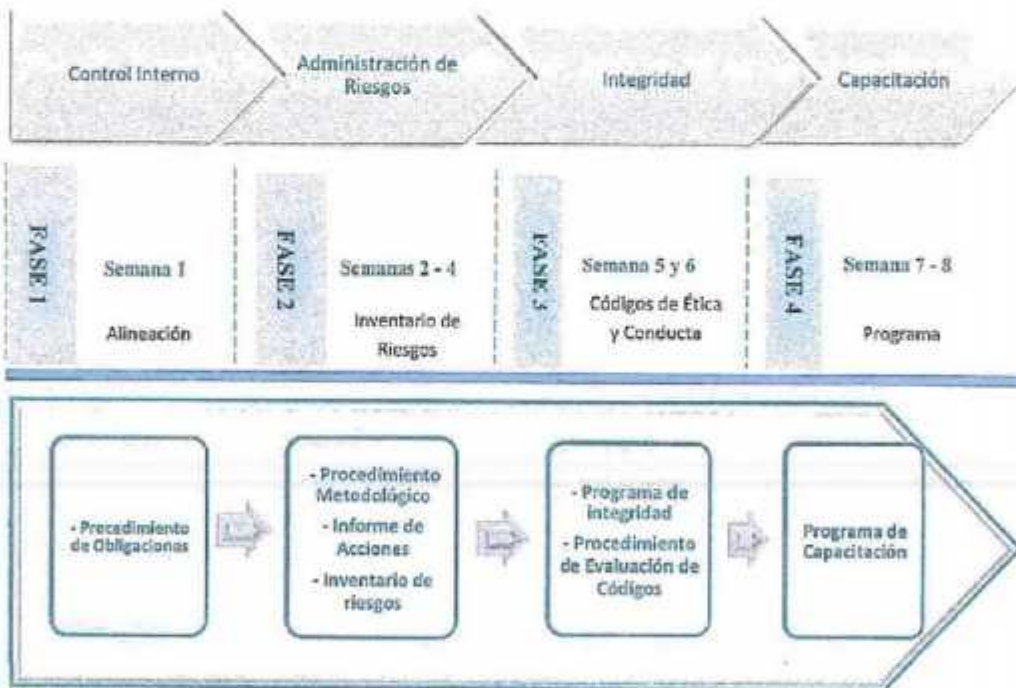 Control Interno
Administración de
Riesgos
Integridad
Capacitación
FASE 1
Semana 1
Alineación
FASE 2
Semanas 2 - 4
Inventario de
Riesgos
FASE 3
Semana 5 y 6
Códigos de Ética
y Conducta
FASE 4
Semana 7 - 8
Programa
- Procedimiento
de Obligaciones
- Procedimiento
Metodológico
- Informe de
Acciones
- Inventario de
riesgos
- Programa de
integridad
- Procedimiento
de Evaluación de
Códigos
Programa de
Capacitación